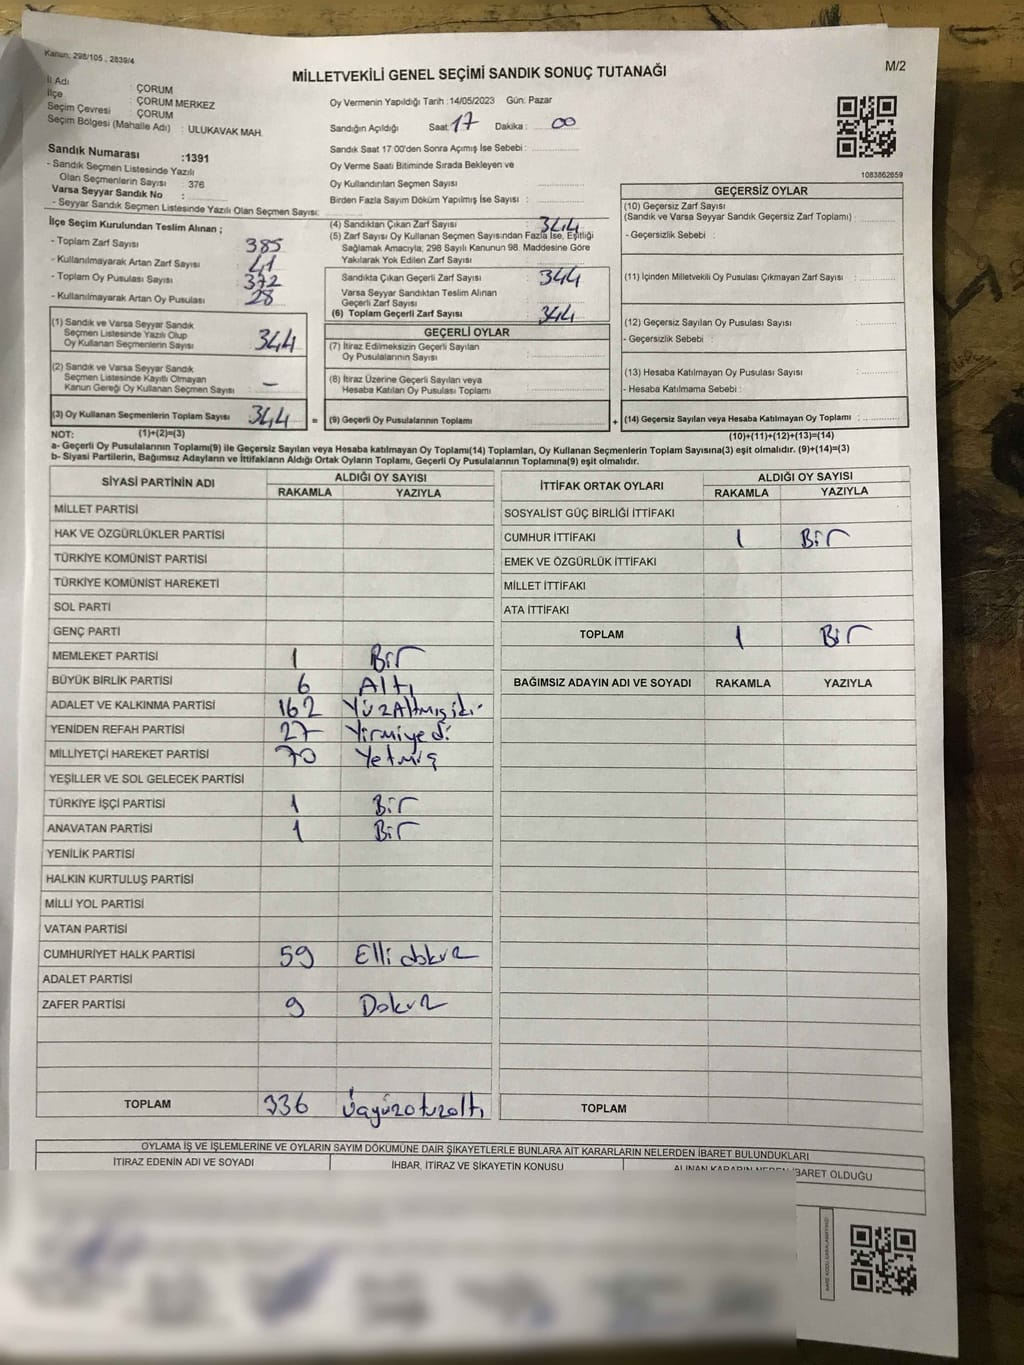 Kanun: 298/105 , 2839/4
MİLLETVEKİLİ GENEL SEÇİMİ SANDIK SONUÇ TUTANAĞI
M/2
İl Adı : ÇORUM
İlçe : ÇORUM MERKEZ
Seçim Çevresi : ÇORUM
Seçim Bölgesi (Mahalle Adı) : ULUKAVAK MAH.
Oy Vermenin Yapıldığı Tarih :14/05/2023 Gün: Pazar
Sandığın Açıldığı Saat 17 Dakika : 00
Sandık Saat 17:00'den Sonra Açımış İse Sebebi :
Oy Verme Saati Bitiminde Sırada Bekleyen ve
Oy Kullandırılan Seçmen Sayısı
Birden Fazla Sayım Döküm Yapılmış İse Sayısı :
1083862659
Sandık Numarası :1391
- Sandık Seçmen Listesinde Yazılı
Olan Seçmenlerin Sayısı : 376
Varsa Seyyar Sandık No :
- Seyyar Sandık Seçmen Listesinde Yazılı Olan Seçmen Sayısı:
İlçe Seçim Kurulundan Teslim Alınan ;
- Toplam Zarf Sayısı : 385
- Kullanılmayarak Artan Zarf Sayısı : 41
- Toplam Oy Pusulası Sayısı : 372
- Kullanılmayarak Artan Oy Pusulası : 28
(1) Sandık ve Varsa Seyyar Sandık
Seçmen Listesinde Yazılı Olup
Oy Kullanan Seçmenlerin Sayısı : 344
(2) Sandık ve Varsa Seyyar Sandık
Seçmen Listesinde Kayıtlı Olmayan
Kanun Gereği Oy Kullanan Seçmen Sayısı : -
(3) Oy Kullanan Seçmenlerin Toplam Sayısı : 344 =
(4) Sandıktan Çıkan Zarf Sayısı : 344
(5) Zarf Sayısı Oy Kullanan Seçmen Sayısından Fazla İse, Eşitliği
Sağlamak Amacıyla; 298 Sayılı Kanunun 98. Maddesine Göre
Yakılarak Yok Edilen Zarf Sayısı :
Sandıkta Çıkan Geçerli Zarf Sayısı : 344
Varsa Seyyar Sandıktan Teslim Alınan
Geçerli Zarf Sayısı :
(6) Toplam Geçerli Zarf Sayısı : 344
GEÇERLİ OYLAR
(7) İtiraz Edilmeksizin Geçerli Sayılan
Oy Pusulalarının Sayısı :
(8) İtiraz Üzerine Geçerli Sayılan veya
Hesaba Katılan Oy Pusulası Toplamı :
(9) Geçerli Oy Pusulalarının Toplamı : +
GEÇERSİZ OYLAR
(10) Geçersiz Zarf Sayısı
(Sandık ve Varsa Seyyar Sandık Geçersiz Zarf Toplamı) :
- Geçersizlik Sebebi :
(11) İçinden Milletvekili Oy Pusulası Çıkmayan Zarf Sayısı :
(12) Geçersiz Sayılan Oy Pusulası Sayısı :
- Geçersizlik Sebebi :
(13) Hesaba Katılmayan Oy Pusulası Sayısı :
- Hesaba Katılmama Sebebi :
(14) Geçersiz Sayılan veya Hesaba Katılmayan Oy Toplamı :
NOT: (1)+(2)=(3) (10)+(11)+(12)+(13)=(14)
a- Geçerli Oy Pusulalarının Toplamı(9) ile Geçersiz Sayılan veya Hesaba katılmayan Oy Toplamı(14) Toplamları, Oy Kullanan Seçmenlerin Toplam Sayısına(3) eşit olmalıdır. (9)+(14)=(3)
b- Siyasi Partilerin, Bağımsız Adayların ve İttifakların Aldığı Ortak Oyların Toplamı, Geçerli Oy Pusulalarının Toplamına(9) eşit olmalıdır.
SİYASİ PARTİNİN ADI ALDIĞI OY SAYISI
RAKAMLA YAZIYLA
MİLLET PARTİSİ
HAK VE ÖZGÜRLÜKLER PARTİSİ
TÜRKİYE KOMÜNİST PARTİSİ
TÜRKİYE KOMÜNİST HAREKETİ
SOL PARTİ
GENÇ PARTİ
MEMLEKET PARTİSİ 1 Bir
BÜYÜK BİRLİK PARTİSİ 6 Altı
ADALET VE KALKINMA PARTİSİ 162 YüzAltmışiki
YENİDEN REFAH PARTİSİ 27 Yirmiyedi
MİLLİYETÇİ HAREKET PARTİSİ 70 Yetmiş
YEŞİLLER VE SOL GELECEK PARTİSİ
TÜRKİYE İŞÇİ PARTİSİ 1 Bir
ANAVATAN PARTİSİ 1 Bir
YENİLİK PARTİSİ
HALKIN KURTULUŞ PARTİSİ
MİLLİ YOL PARTİSİ
VATAN PARTİSİ
CUMHURİYET HALK PARTİSİ 59 Elli dokuz
ADALET PARTİSİ
ZAFER PARTİSİ 9 Dokuz
TOPLAM 336 üçyüzotuzaltı
İTTİFAK ORTAK OYLARI ALDIĞI OY SAYISI
RAKAMLA YAZIYLA
SOSYALİST GÜÇ BİRLİĞİ İTTİFAKI
CUMHUR İTTİFAKI 1 Bir
EMEK VE ÖZGÜRLÜK İTTİFAKI
MİLLET İTTİFAKI
ATA İTTİFAKI
TOPLAM 1 Bir
BAĞIMSIZ ADAYIN ADI VE SOYADI RAKAMLA YAZIYLA
TOPLAM
OYLAMA İŞ VE İŞLEMLERİNE VE OYLARIN SAYIM DÖKÜMÜNE DAİR ŞİKAYETLERLE BUNLARA AİT KARARLARIN NELERDEN İBARET BULUNDUKLARI
İTİRAZ EDENİN ADI VE SOYADI İHBAR, İTİRAZ VE ŞİKAYETİN KONUSU ALINAN KARARIN NEDEN İBARET OLDUĞU